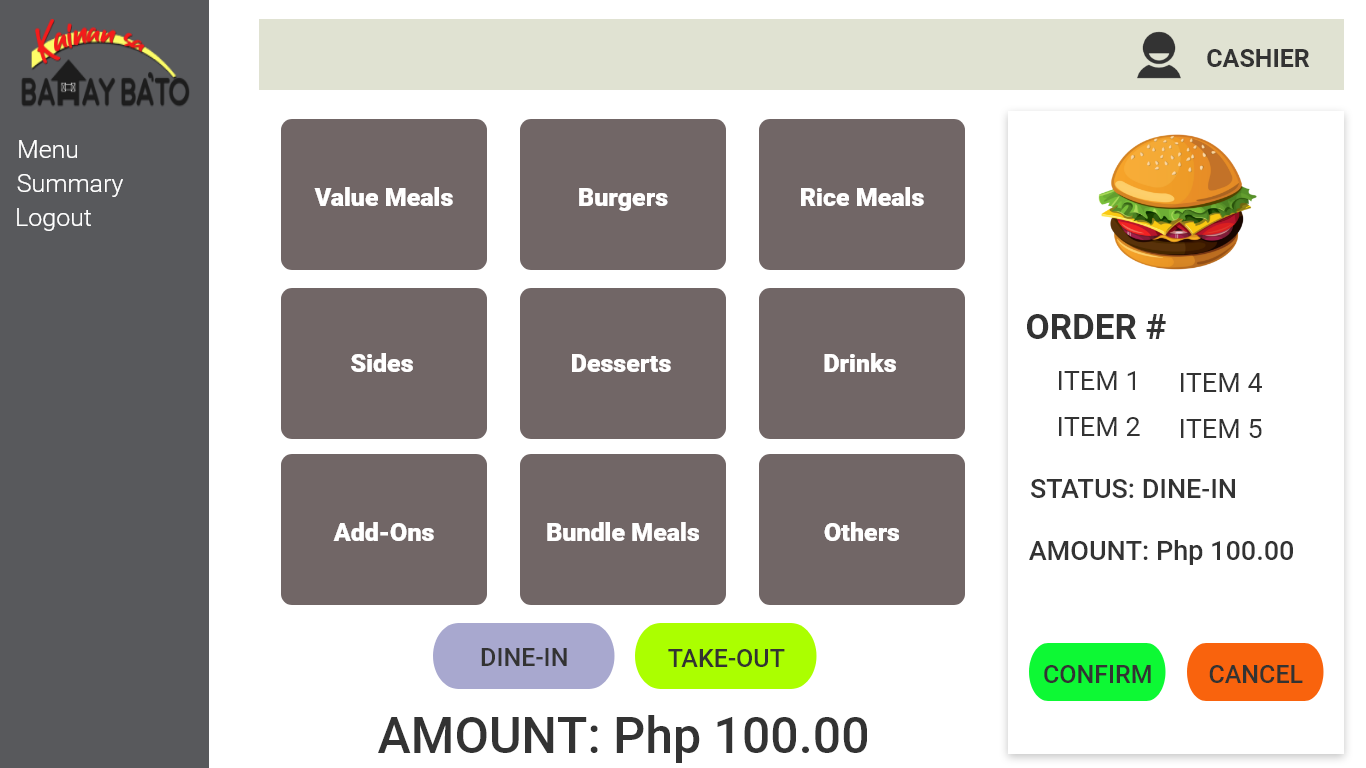 Kainan sa
BAHAY BATO
Menu
Summary
Logout
CASHIER
Value Meals
Burgers
Rice Meals
Sides
Desserts
Drinks
Add-Ons
Bundle Meals
Others
DINE-IN
TAKE-OUT
AMOUNT: Php 100.00
ORDER #
ITEM 1
ITEM 4
ITEM 2
ITEM 5
STATUS: DINE-IN
AMOUNT: Php 100.00
CONFIRM
CANCEL